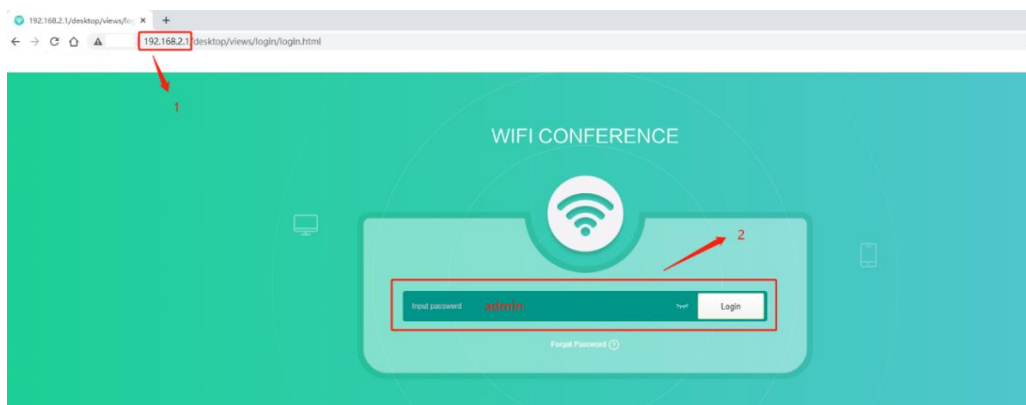 192.168.2.1/desktop/views/lo
192.168.2.1/desktop/views/login/login.html
1
WIFI CONFERENCE
2
Input password admin Login
Forgot Password ?